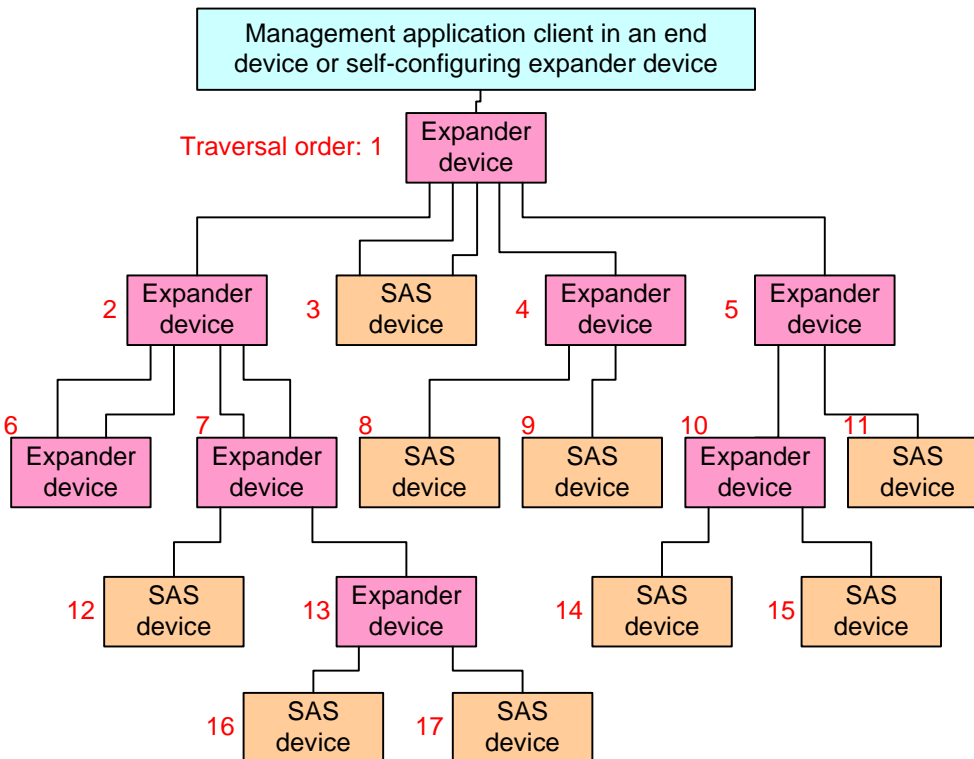 Management application client in an end
device or self-configuring expander device
Traversal order: 1
Expander
device
2
Expander
device
3
SAS
device
4
Expander
device
5
Expander
device
6
Expander
device
7
Expander
device
8
SAS
device
9
SAS
device
10
Expander
device
11
SAS
device
12
SAS
device
13
Expander
device
14
SAS
device
15
SAS
device
16
SAS
device
17
SAS
device